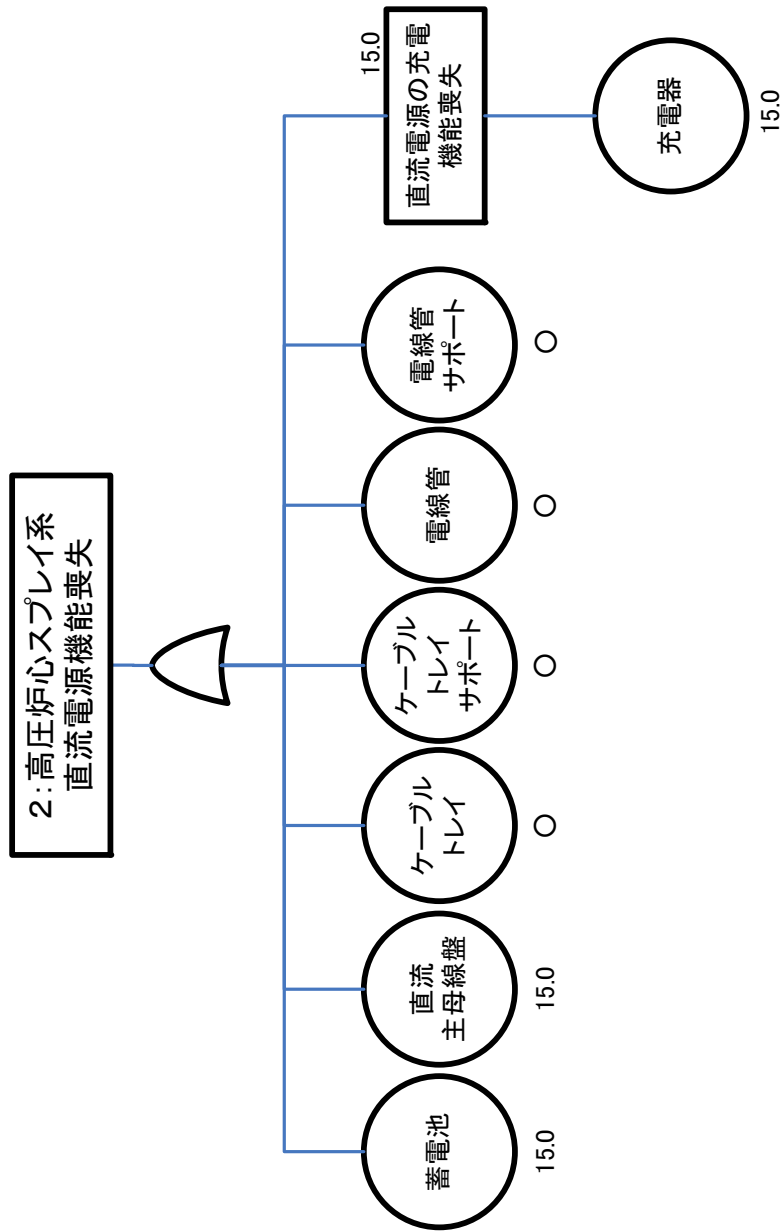 2:高圧炉心スプレイ系
直流電源機能喪失
蓄電池
15.0
直流
主母線盤
15.0
ケーブル
トレイ
○
ケーブル
トレイ
サポート
○
電線管
○
電線管
サポート
○
15.0
直流電源の充電
機能喪失
充電器
15.0